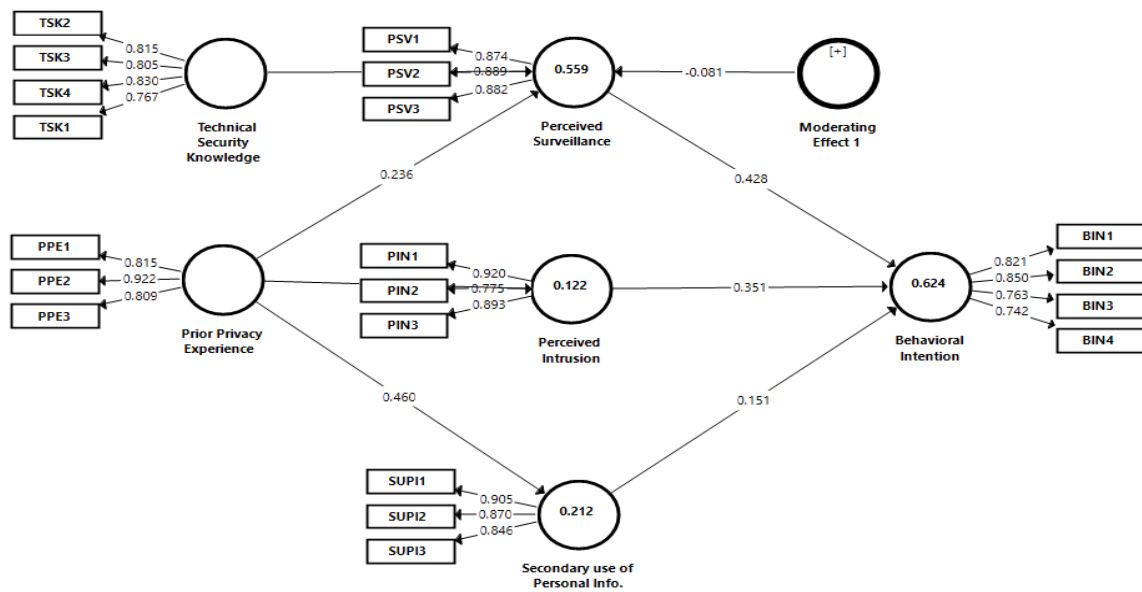 TSK2
TSK3
TSK4
TSK1
0.815
0.805
0.830
0.767
Technical
Security
Knowledge
PSV1
PSV2
PSV3
0.874
0.889
0.882
0.559
Perceived
Surveillance
-0.081
[+]
Moderating
Effect 1
0.236
0.428
PPE1
PPE2
PPE3
0.815
0.922
0.809
Prior Privacy
Experience
PIN1
PIN2
PIN3
0.920
0.775
0.893
0.122
Perceived
Intrusion
0.351
0.624
Behavioral
Intention
0.821
0.850
0.763
0.742
BIN1
BIN2
BIN3
BIN4
0.460
0.151
SUPI1
SUPI2
SUPI3
0.905
0.870
0.846
0.212
Secondary use of
Personal Info.